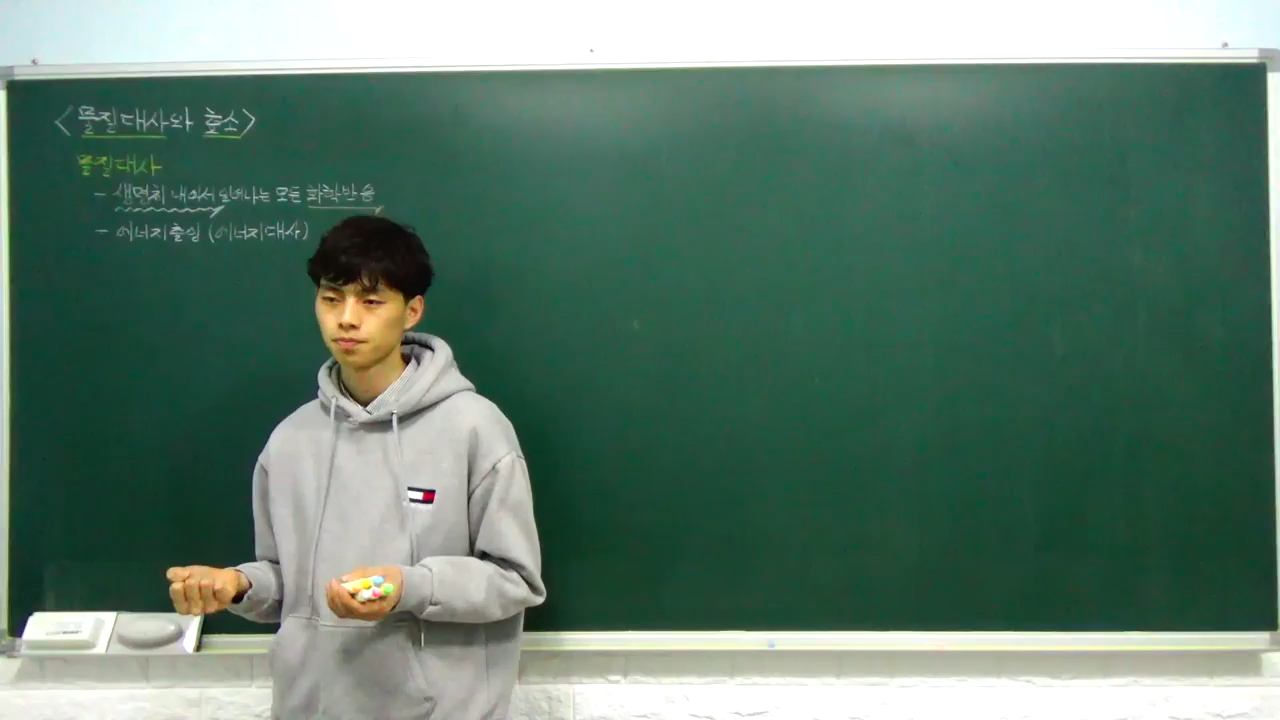 <물질대사와 효소>
물질대사
- 생명체 내에서 일어나는 모든 화학반응
- 에너지출입 (에너지대사)